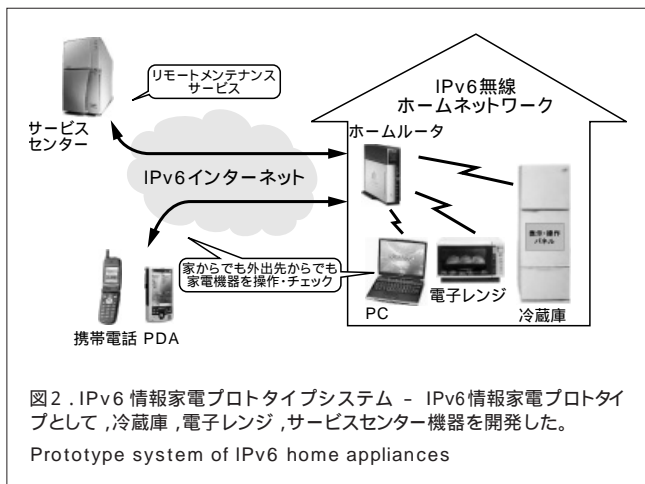 リモートメンテナンス
サービス
サービス
センター
IPv6インターネット
IPv6無線
ホームネットワーク
ホームルータ
表示・操作
パネル
家からでも外出先からでも
家電機器を操作・チェック
携帯電話 PDA
PC
電子レンジ
冷蔵庫
図2．IPv6 情報家電プロトタイプシステム － IPv6情報家電プロトタイ
プとして，冷蔵庫，電子レンジ，サービスセンター機器を開発した。
Prototype system of IPv6 home appliances